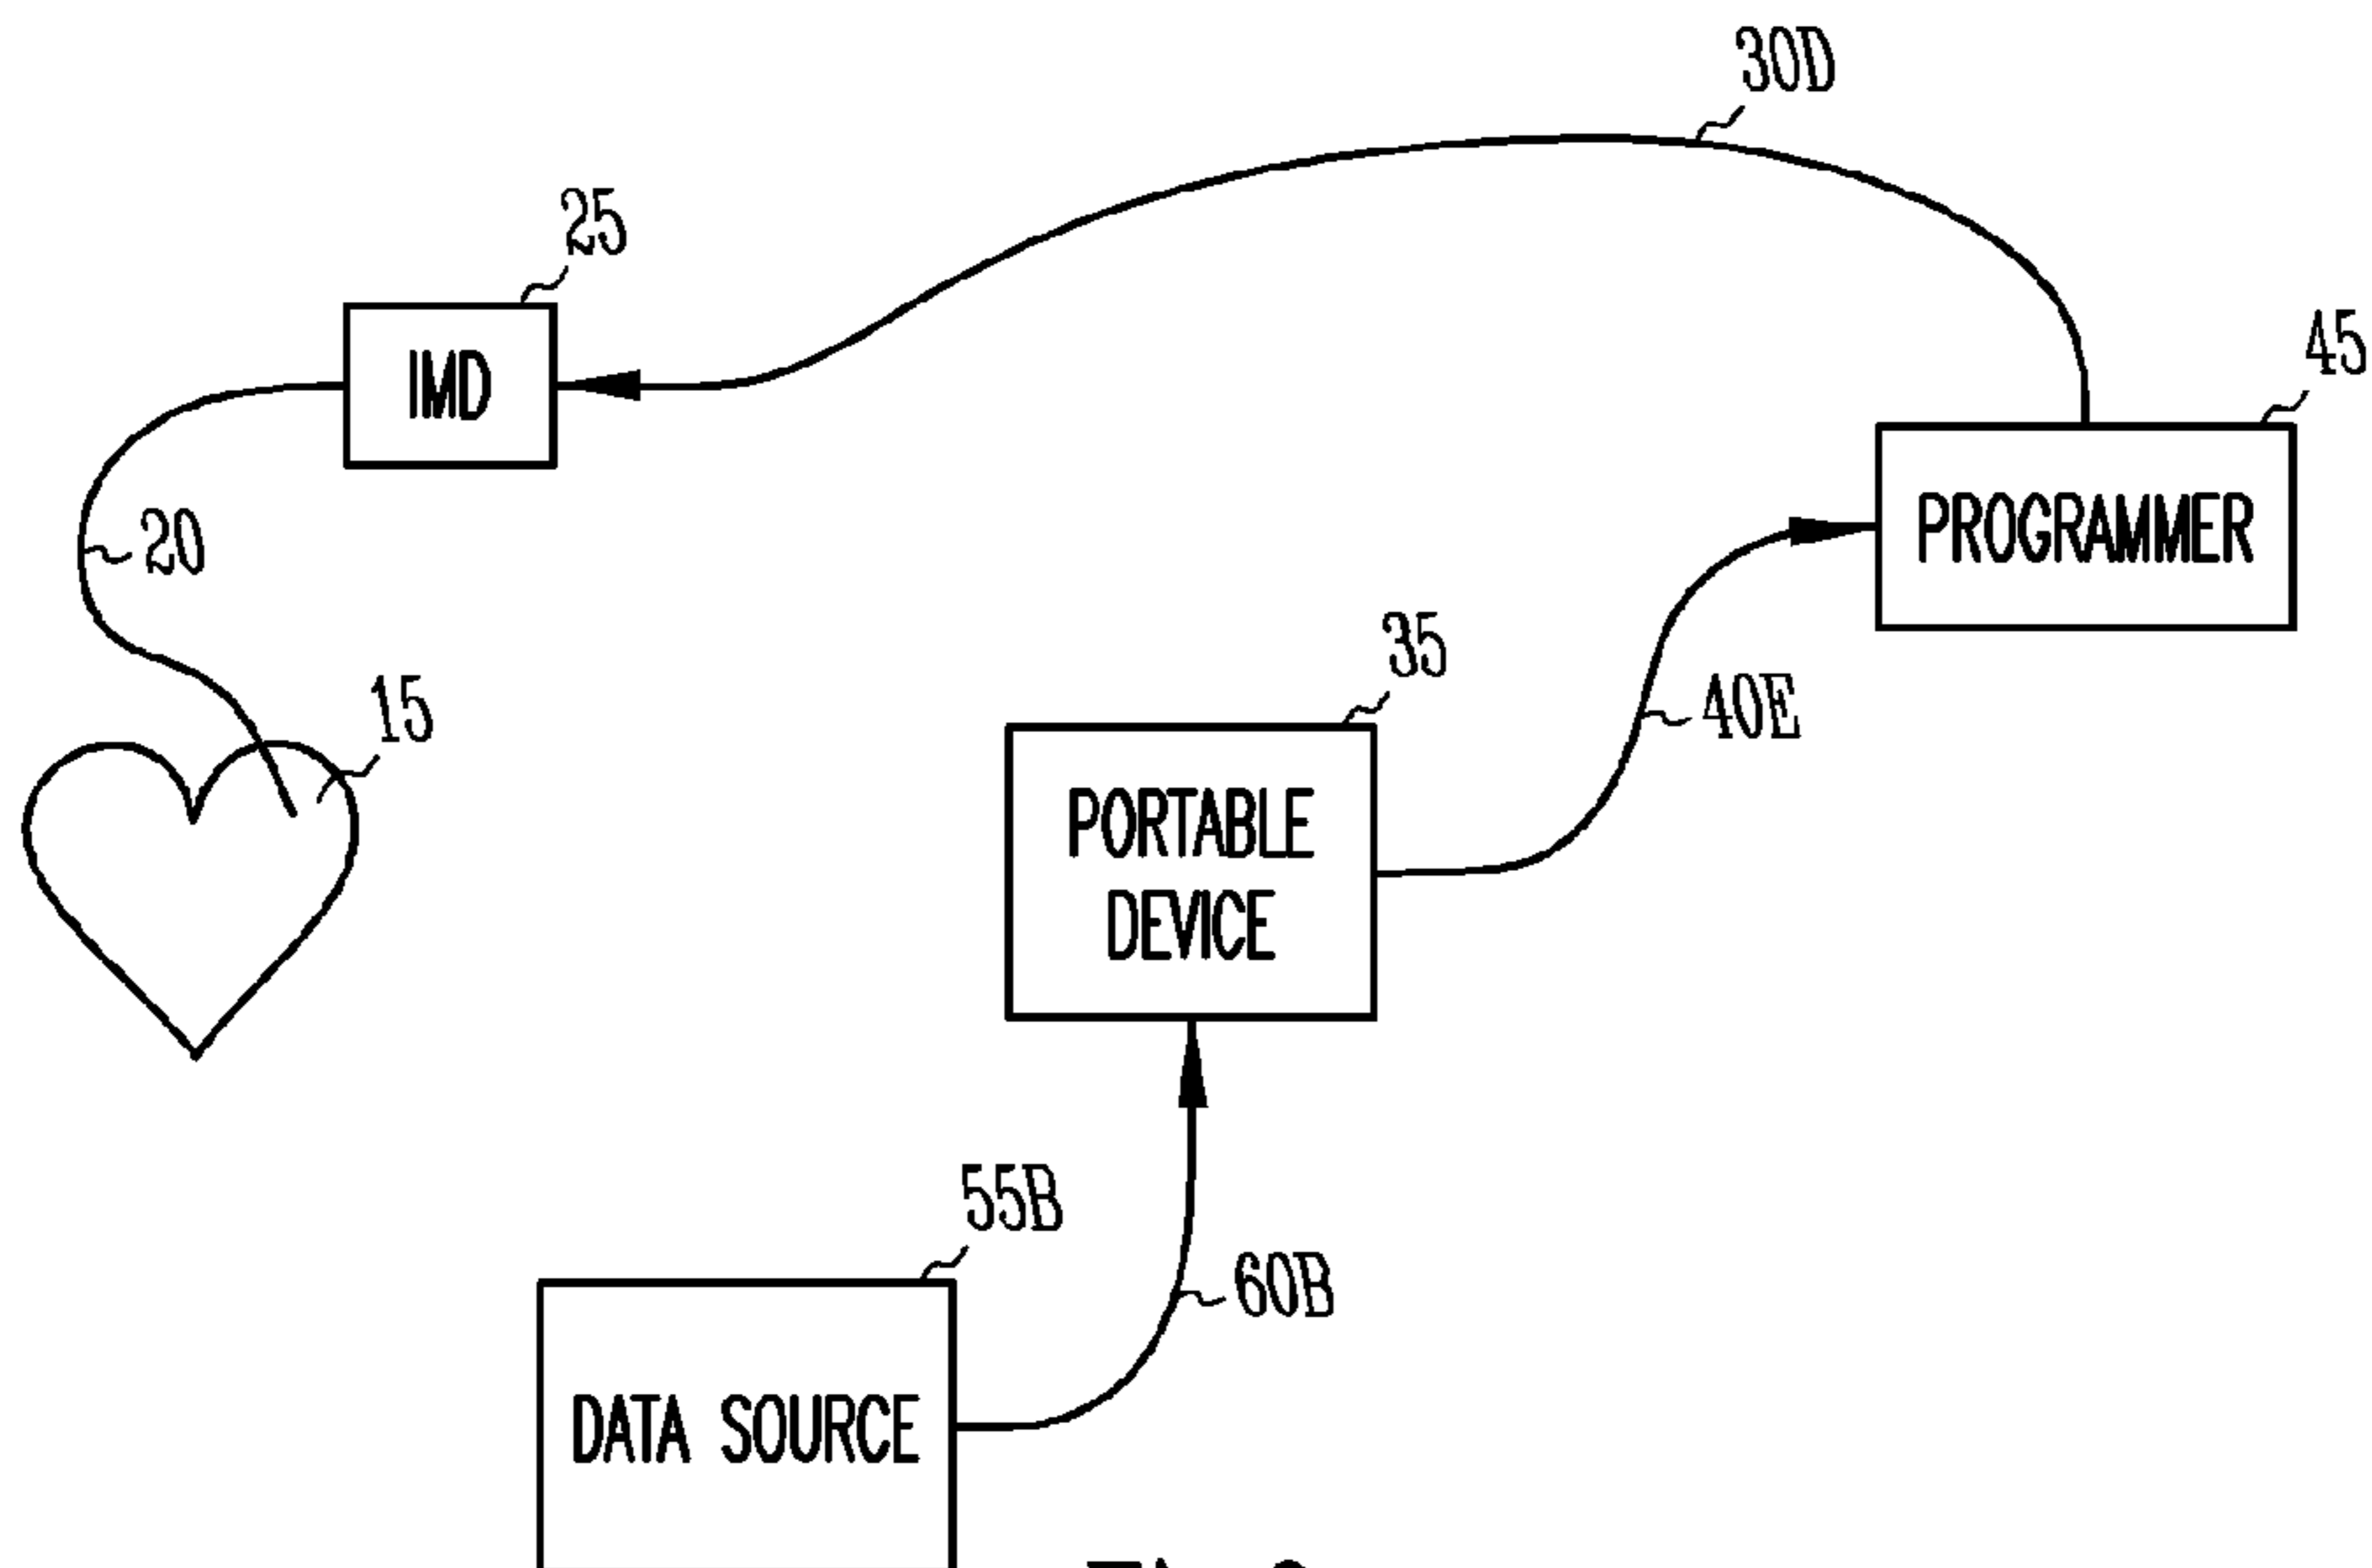 30D
25
45
IMD
20
PROGRAMMER
35
15
40E
PORTABLE
DEVICE
55B
60B
DATA SOURCE